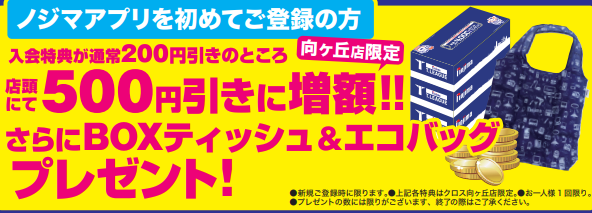 ノジマアプリを初めてご登録の方
入会特典が通常200円引きのところ
向ヶ丘店限定
店頭にて500円引きに増額!!
さらにBOXティッシュ&エコバッグ
プレゼント!
●新規ご登録時に限ります。●上記各特典はクロス向ヶ丘店限定。●お一人様1回限り。
●プレゼントの数には限りがございます、終了の際はご了承ください。